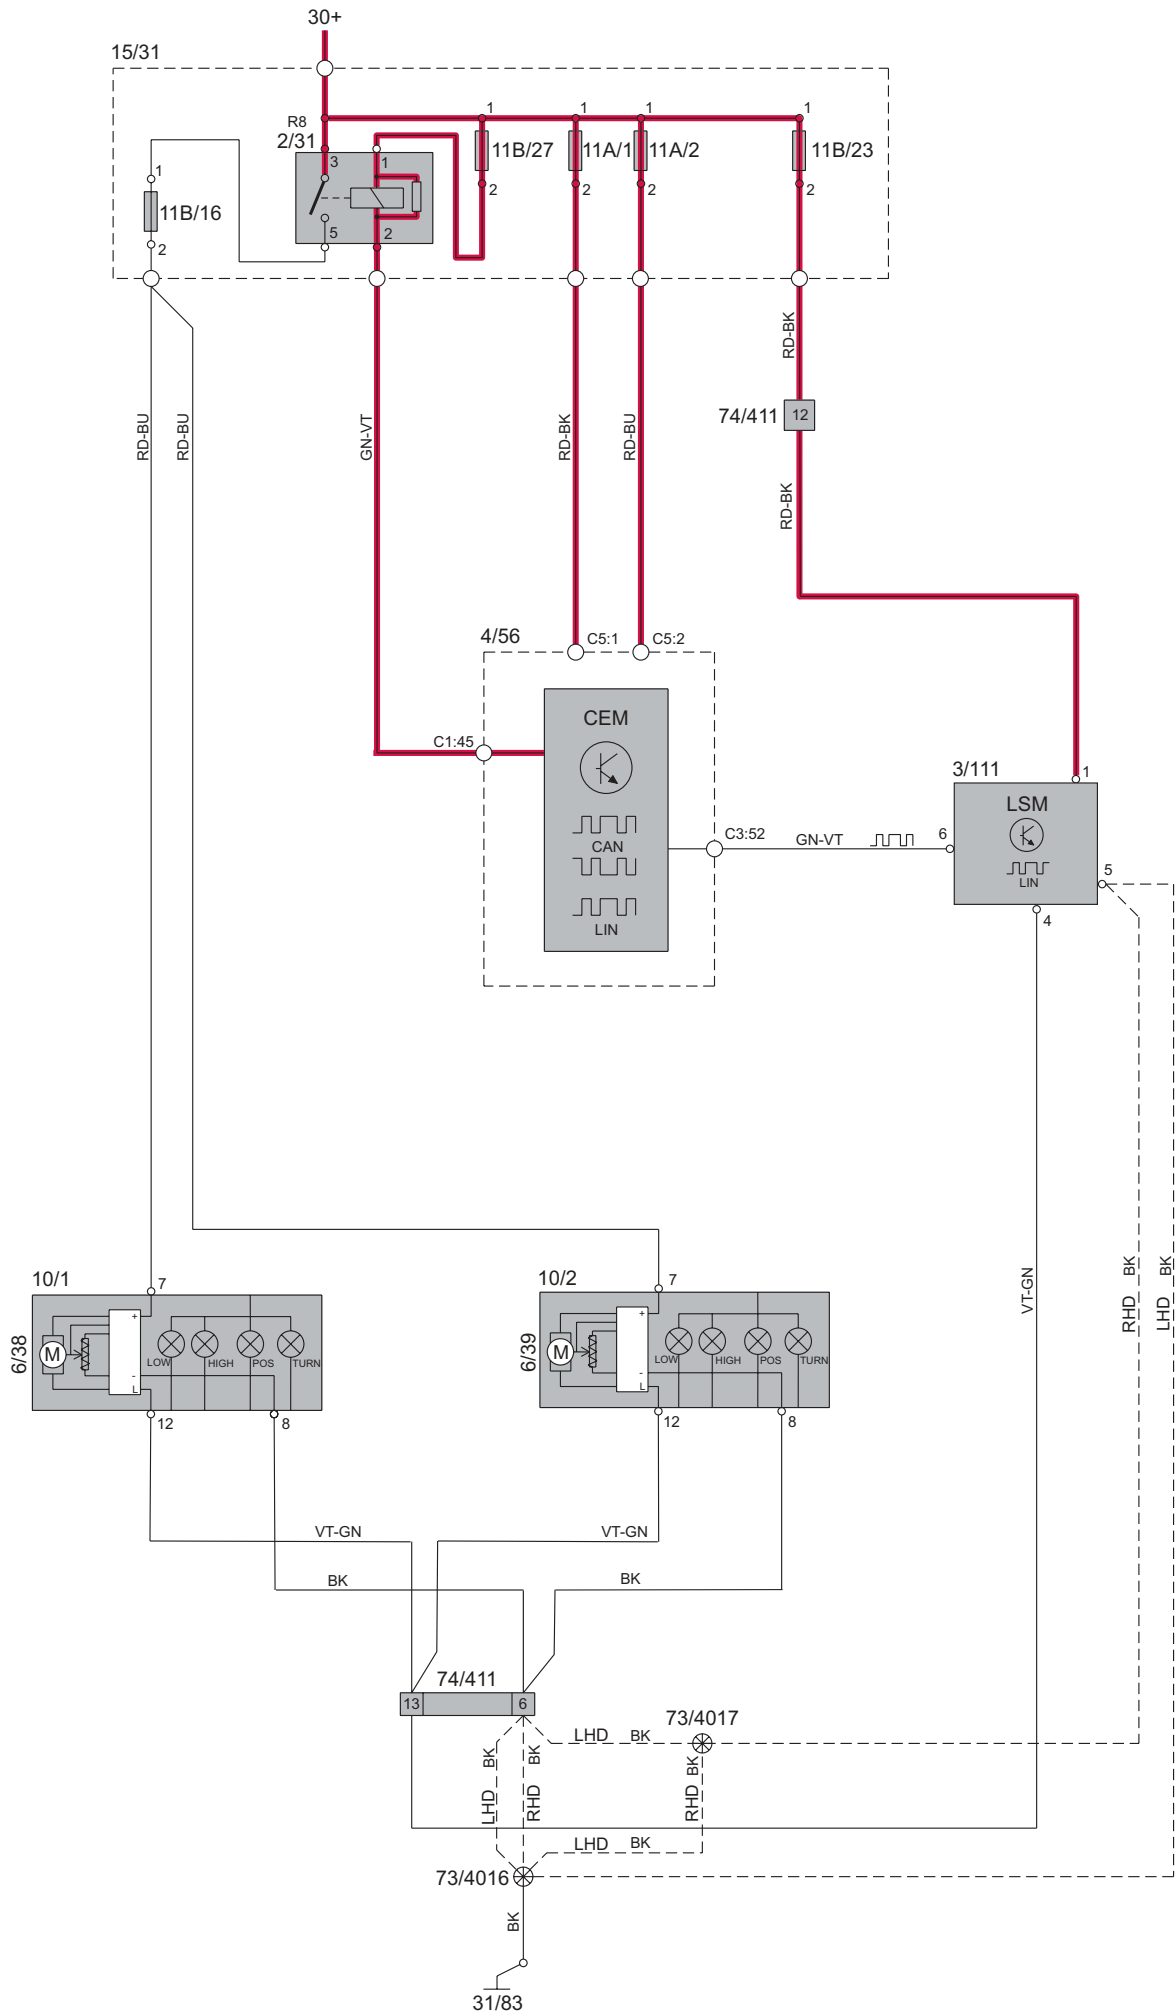 30+
15/31
R8
2/31
3
1
5
2
1
11B/16
2
1
11B/27
2
1
11A/1
2
1
11A/2
2
1
11B/23
2
RD-BU
RD-BU
GN-VT
RD-BK
RD-BU
RD-BK
74/411
12
RD-BK
4/56
C5:1
C5:2
C1:45
CEM
CAN
LIN
C3:52
GN-VT
6
3/111
1
LSM
LIN
5
4
VT-GN
RHD BK
LHD BK
10/1
7
6/38
M
+
-
L
LOW
HIGH
POS
TURN
12
8
10/2
7
6/39
M
+
-
L
LOW
HIGH
POS
TURN
12
8
VT-GN
VT-GN
BK
BK
74/411
13
6
73/4017
LHD BK
LHD BK
RHD BK
RHD BK
LHD BK
73/4016
BK
31/83